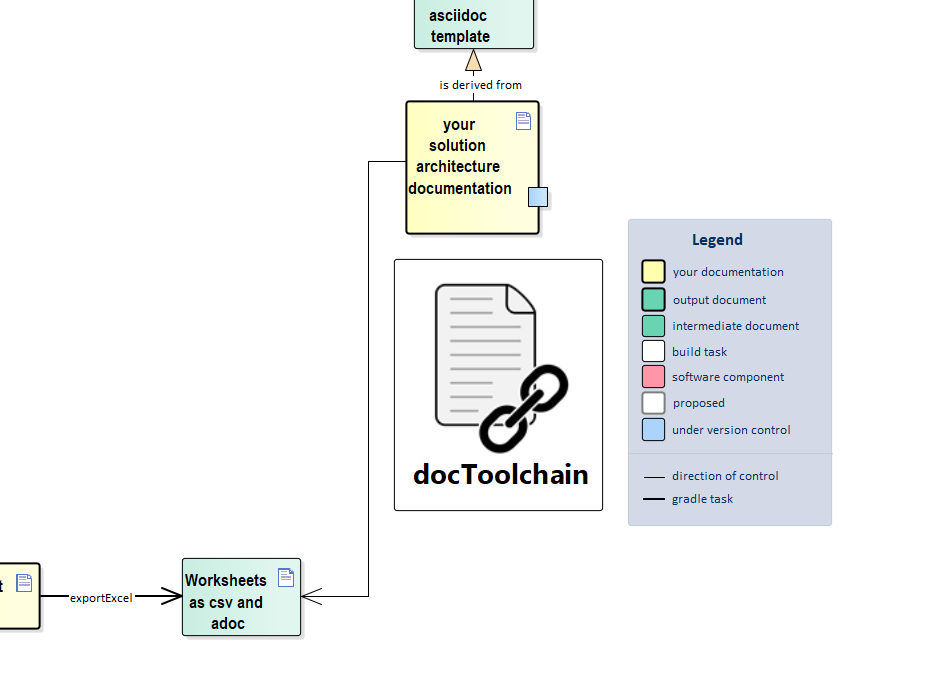 asciidoc
template
is derived from
your
solution
architecture
documentation
Legend
your documentation
output document
intermediate document
build task
software component
proposed
under version control
direction of control
gradle task
docToolchain
t
exportExcel
Worksheets
as csv and
adoc